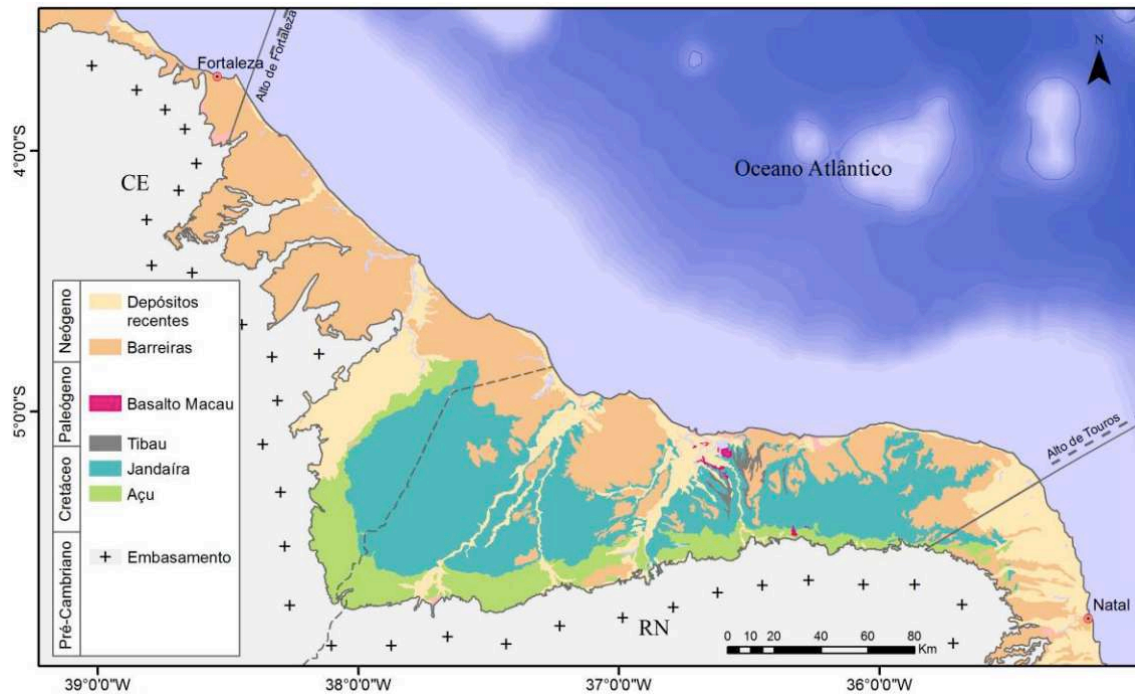 Fortaleza
Alto de Fortaleza
N
4°0'0"S
CE
Oceano Atlântico
Neógeno
Depósitos
recentes
Barreiras
Paleógeno
Basalto Macau
5°0'0"S
Tibau
Cretáceo
Jandaíra
Açu
Alto de Touros
Pré-Cambriano
Embasamento
RN
Natal
0 10 20 40 60 80
Km
39°0'0"W
38°0'0"W
37°0'0"W
36°0'0"W